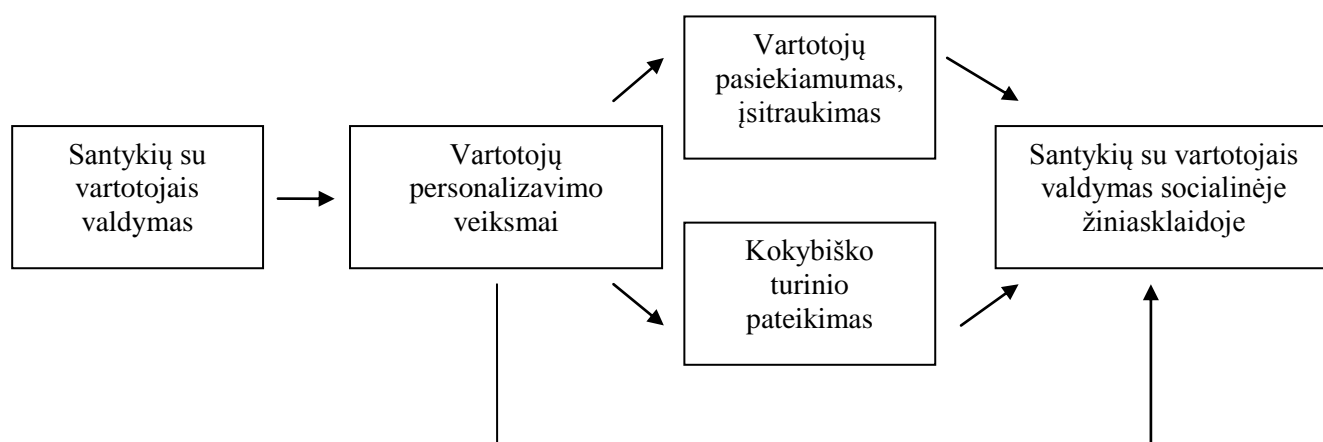 Santykių su
vartotojais
valdymas
Vartotojų
personalizavimo
veiksmai
Vartotojų
pasiekiamumas,
įsitraukimas
Kokybiško
turinio
pateikimas
Santykių su vartotojais
valdymas socialinėje
žiniasklaidoje